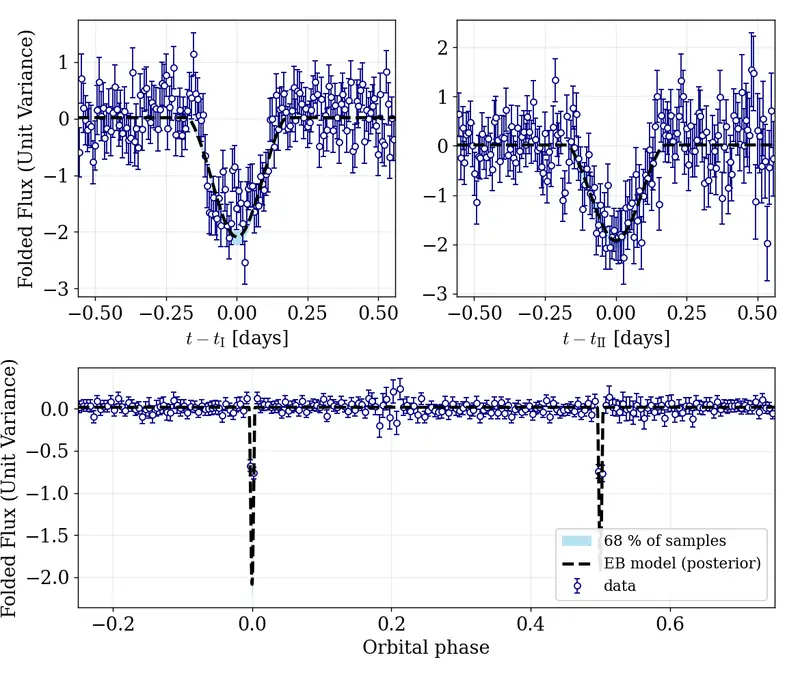 Folded Flux (Unit Variance)
1
0
−1
−2
−3
−0.50 −0.25 0.00 0.25 0.50
t − tI [days]
2
1
0
−1
−2
−3
−0.50 −0.25 0.00 0.25 0.50
t − tII [days]
Folded Flux (Unit Variance)
0.0
−0.5
−1.0
−1.5
−2.0
−0.2 0.0 0.2 0.4 0.6
Orbital phase
68 % of samples
EB model (posterior)
data